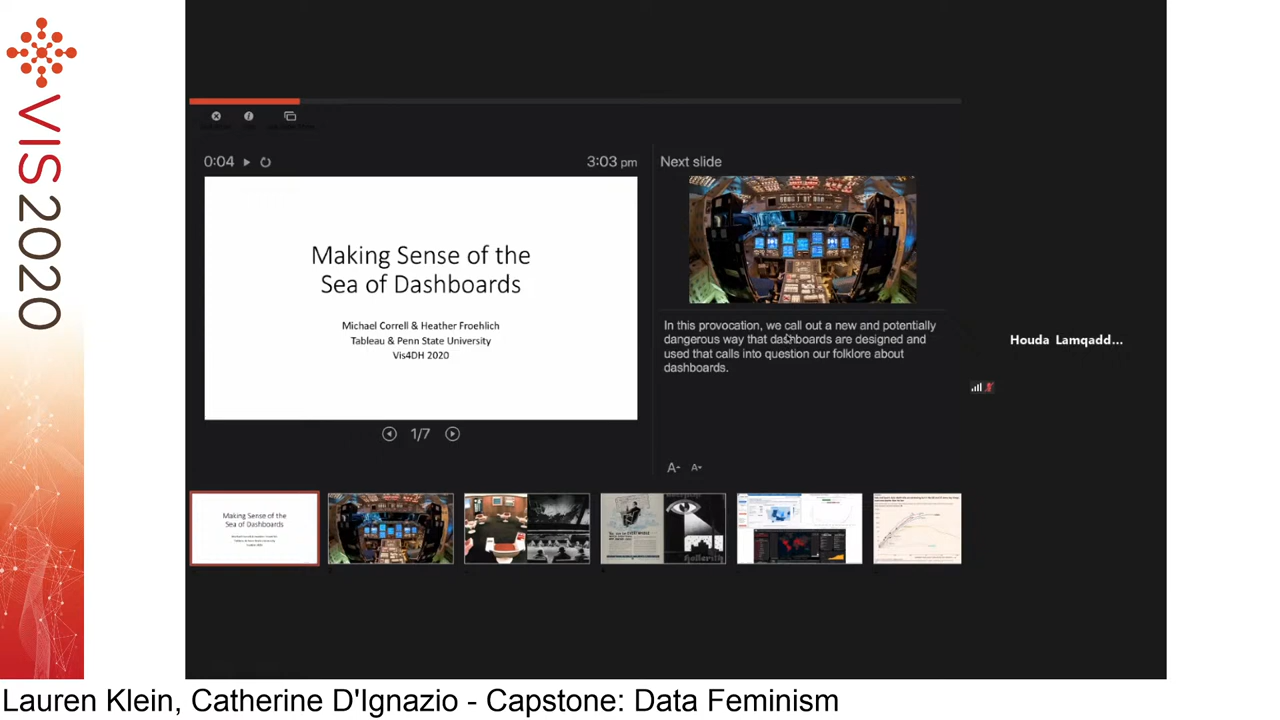 VIS2020
0:04
3:03 pm
Next slide
Making Sense of the
Sea of Dashboards
Michael Correll & Heather Froehlich
Tableau & Penn State University
Vis4DH 2020
In this provocation, we call out a new and potentially
dangerous way that dashboards are designed and
used that calls into question our folklore about
dashboards.
Houda Lamqadd...
1/7
A- A
Making Sense of the
Sea of Dashboards
hollerith
Lauren Klein, Catherine D'Ignazio - Capstone: Data Feminism